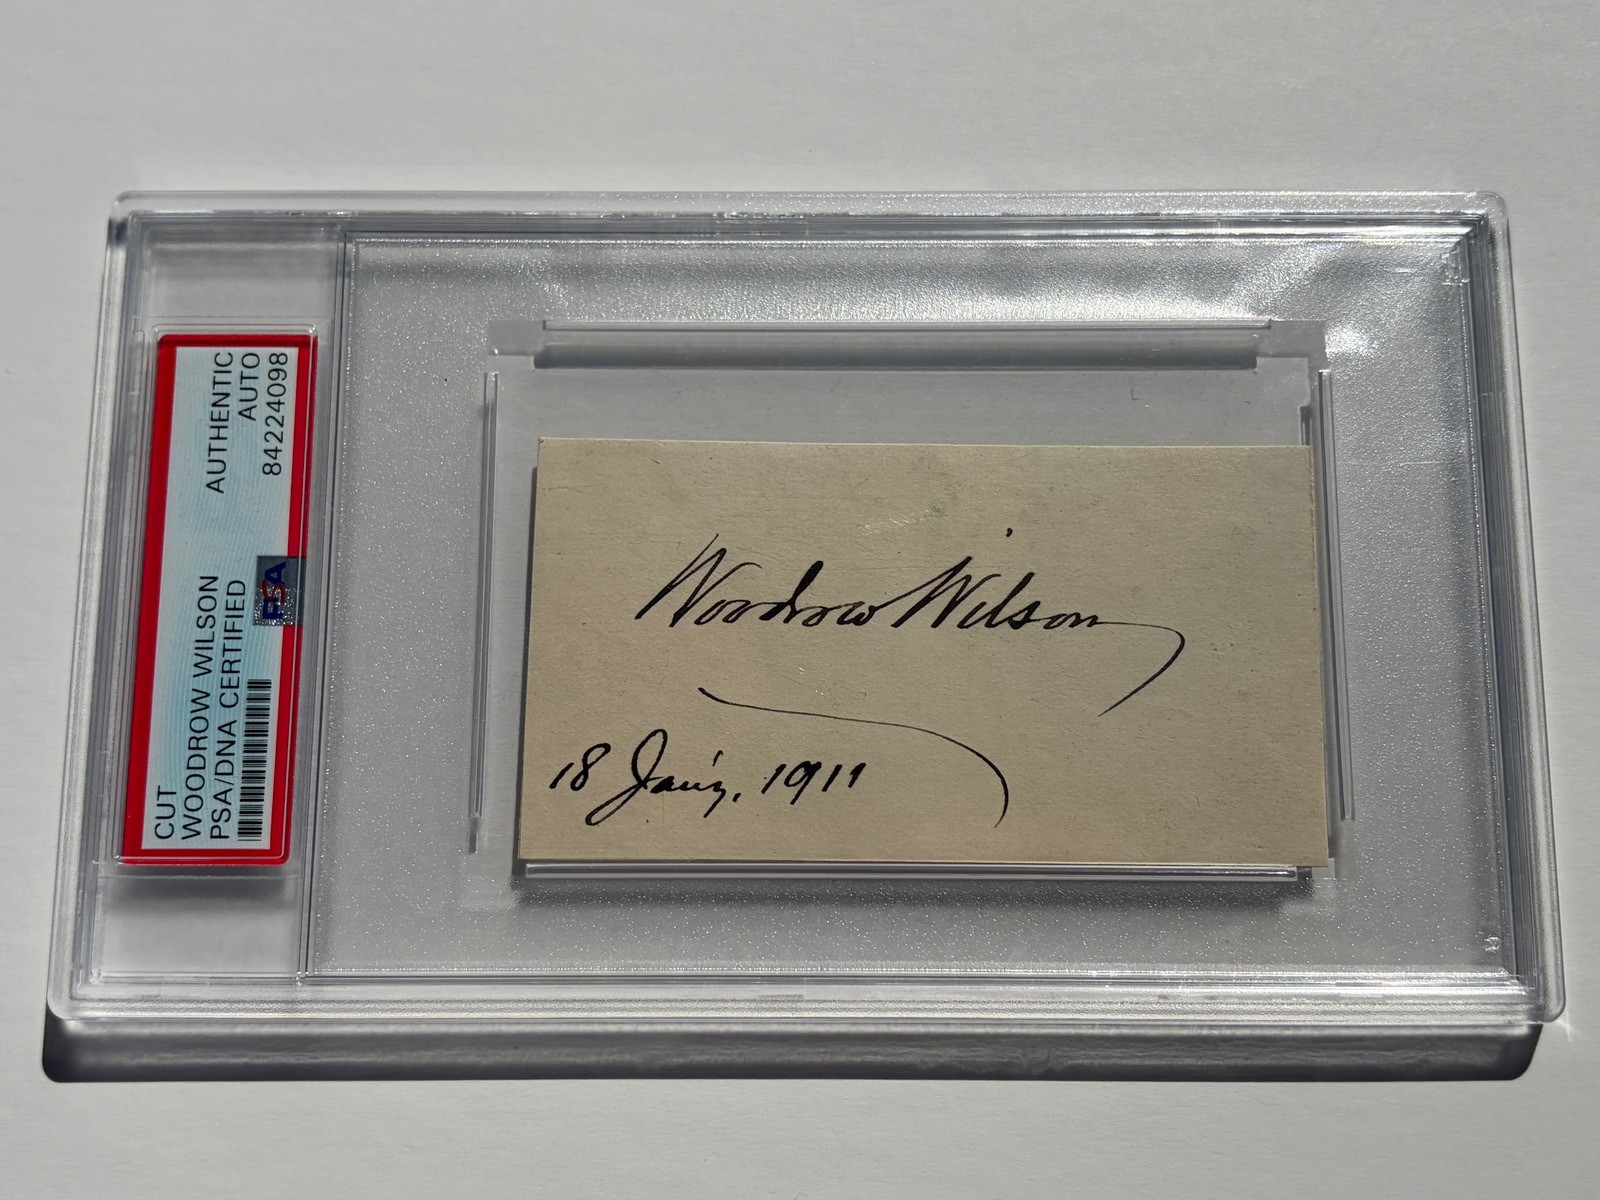 CUT AUTHENTIC
WOODROW WILSON AUTO
PSA/DNA CERTIFIED 84224098
PSA
Woodrow Wilson
18 Jan'y, 1911